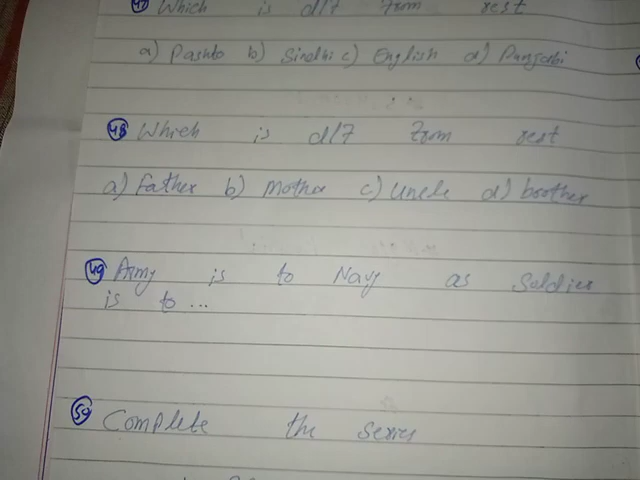 47 Which is d/f from rest
a) Pashto b) Sindhi c) English d) Punjabi
48 Which is d/f from rest
a) Father b) Mother c) Uncle d) brother
49 Army is to Navy as Soldier
is to ...
50 Complete the series